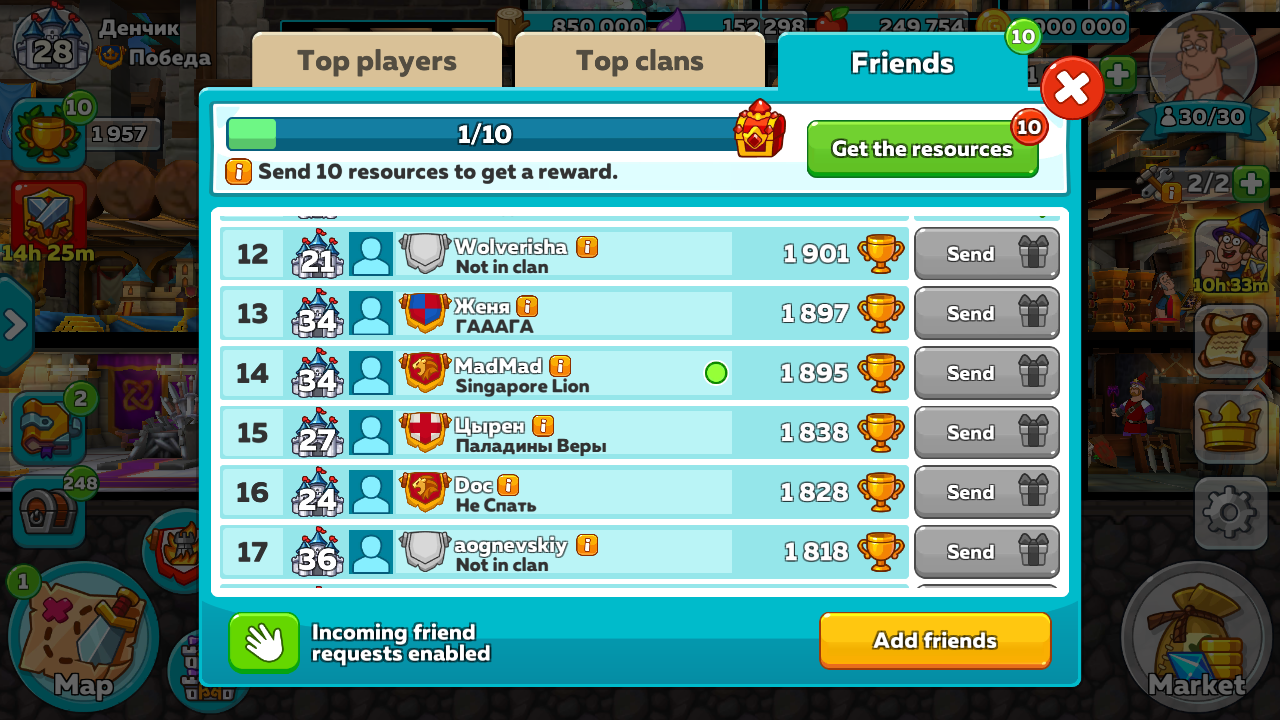 28
Денчик
Победа
850 000
152 298
249 754
000 000
Top players
Top clans
Friends
10
10
1 957
1/10
Send 10 resources to get a reward.
Get the resources
10
30/30
2/2
14h 25m
10h 33m
12
21
Wolverisha
Not in clan
1 901
Send
13
34
Женя
ГАААГА
1 897
Send
14
34
MadMad
Singapore Lion
1 895
Send
15
27
Цырен
Паладины Веры
1 838
Send
16
24
Doc
Не Спать
1 828
Send
17
36
aognevskiy
Not in clan
1 818
Send
2
248
1
Map
Incoming friend
requests enabled
Add friends
Market